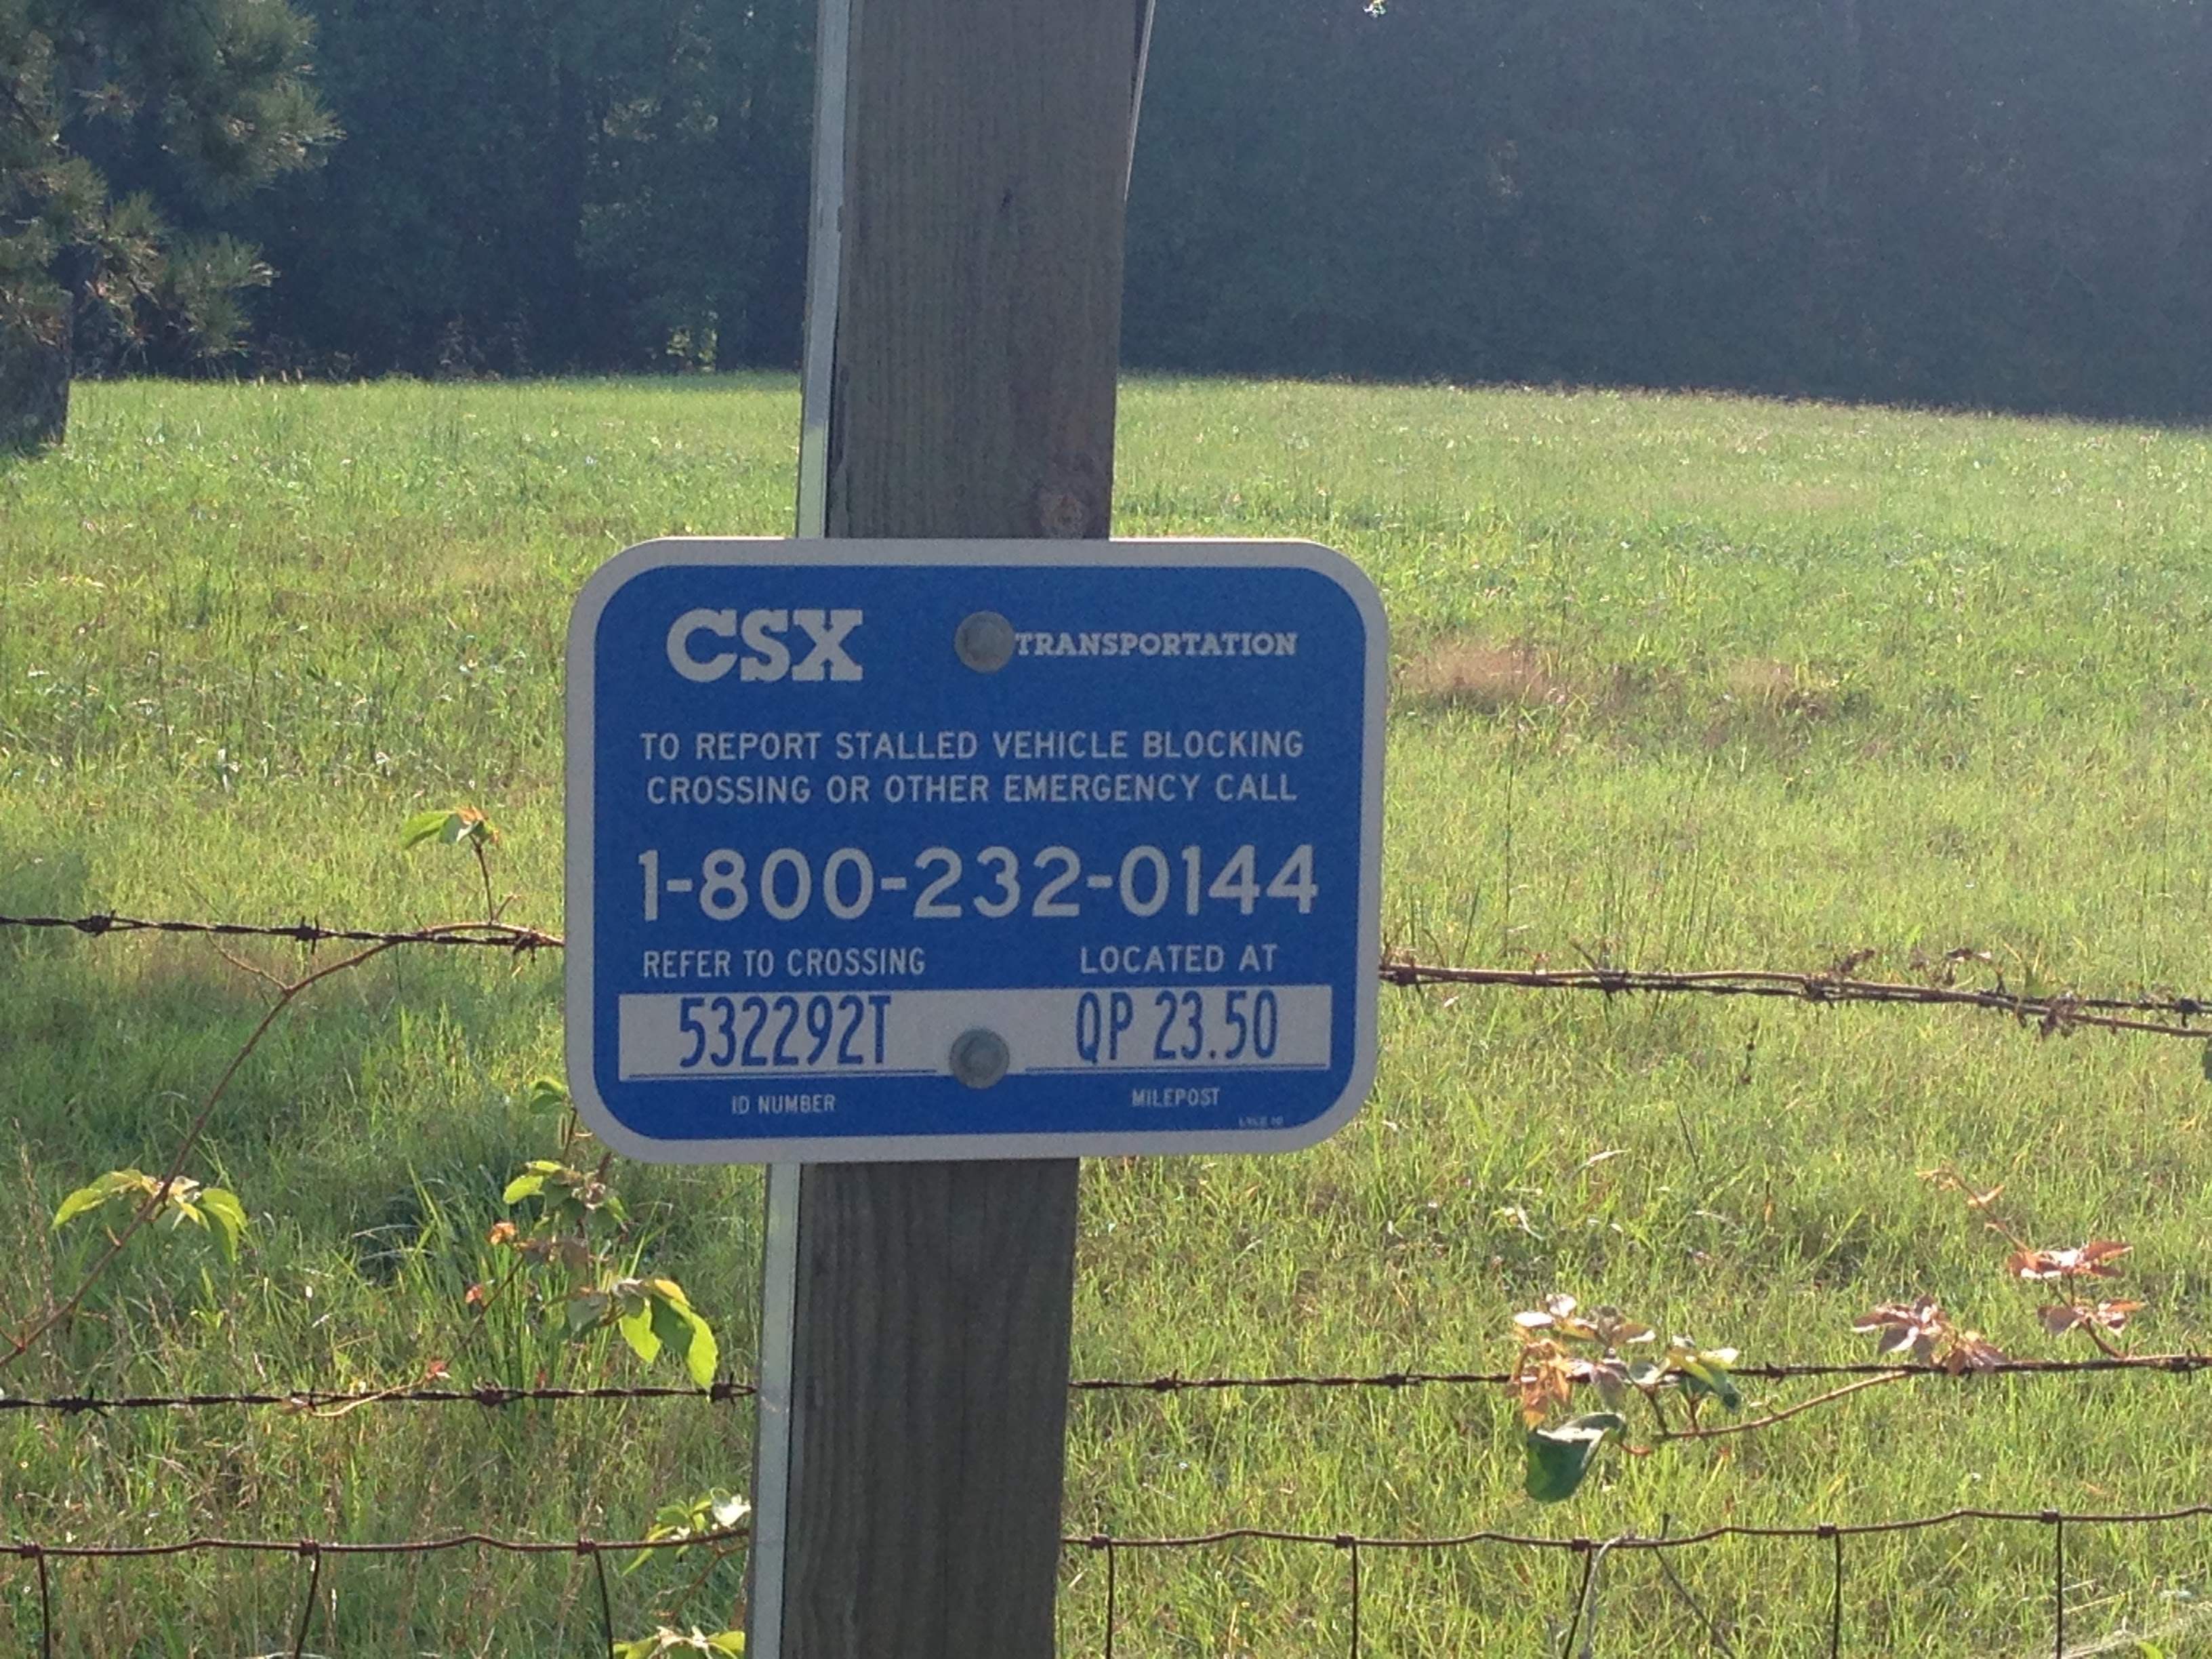 CSX TRANSPORTATION
TO REPORT STALLED VEHICLE BLOCKING
CROSSING OR OTHER EMERGENCY CALL
1-800-232-0144
REFER TO CROSSING LOCATED AT
532292T QP 23.50
ID NUMBER MILEPOST